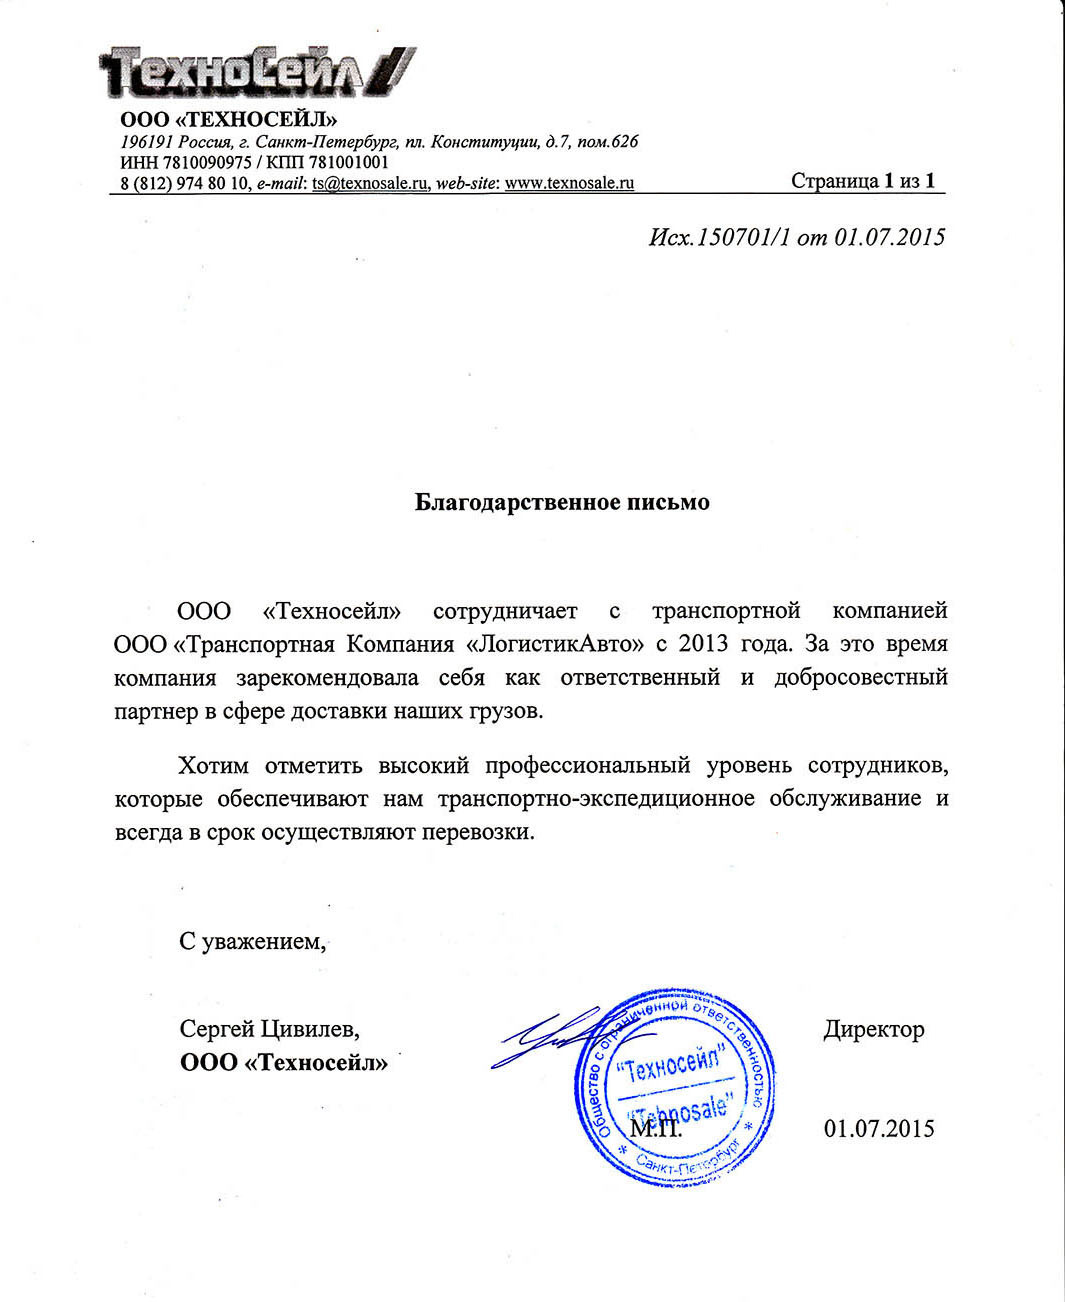 ТехноСейл
ООО «ТЕХНОСЕЙЛ»
196191 Россия, г. Санкт-Петербург, пл. Конституции, д.7, пом.626
ИНН 7810090975 / КПП 781001001
8 (812) 974 80 10, e-mail: ts@texnosale.ru, web-site: www.texnosale.ru
Страница 1 из 1
Исх.150701/1 от 01.07.2015
Благодарственное письмо
ООО «Техносейл» сотрудничает с транспортной компанией
ООО «Транспортная Компания «ЛогистикАвто» с 2013 года. За это время
компания зарекомендовала себя как ответственный и добросовестный
партнер в сфере доставки наших грузов.
Хотим отметить высокий профессиональный уровень сотрудников,
которые обеспечивают нам транспортно-экспедиционное обслуживание и
всегда в срок осуществляют перевозки.
С уважением,
Сергей Цивилев,
ООО «Техносейл»
Директор
Общество с ограниченной ответственностью
"Техносейл"
"Tehnosale"
* Санкт-Петербург *
М.П.
01.07.2015